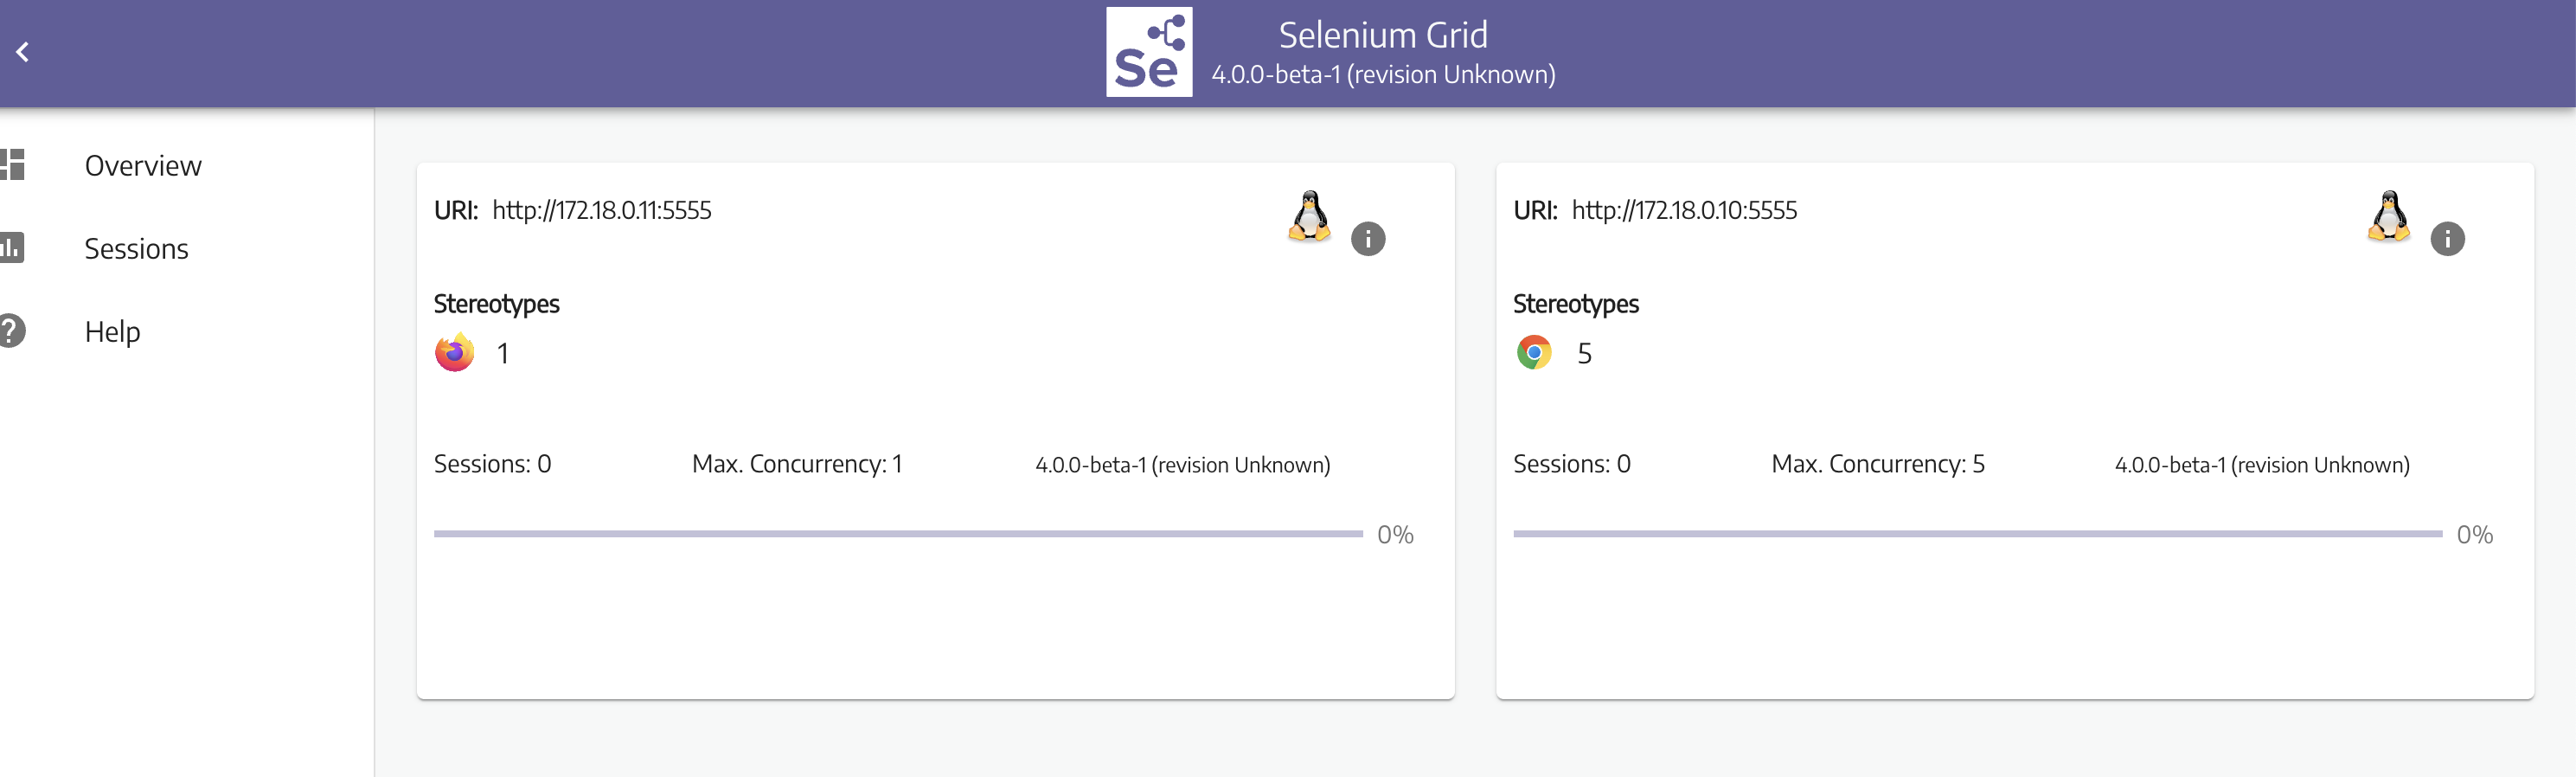 Se
Selenium Grid
4.0.0-beta-1 (revision Unknown)
Overview
Sessions
Help
URI: http://172.18.0.11:5555
Stereotypes
1
Sessions: 0 Max. Concurrency: 1 4.0.0-beta-1 (revision Unknown)
0%
URI: http://172.18.0.10:5555
Stereotypes
5
Sessions: 0 Max. Concurrency: 5 4.0.0-beta-1 (revision Unknown)
0%